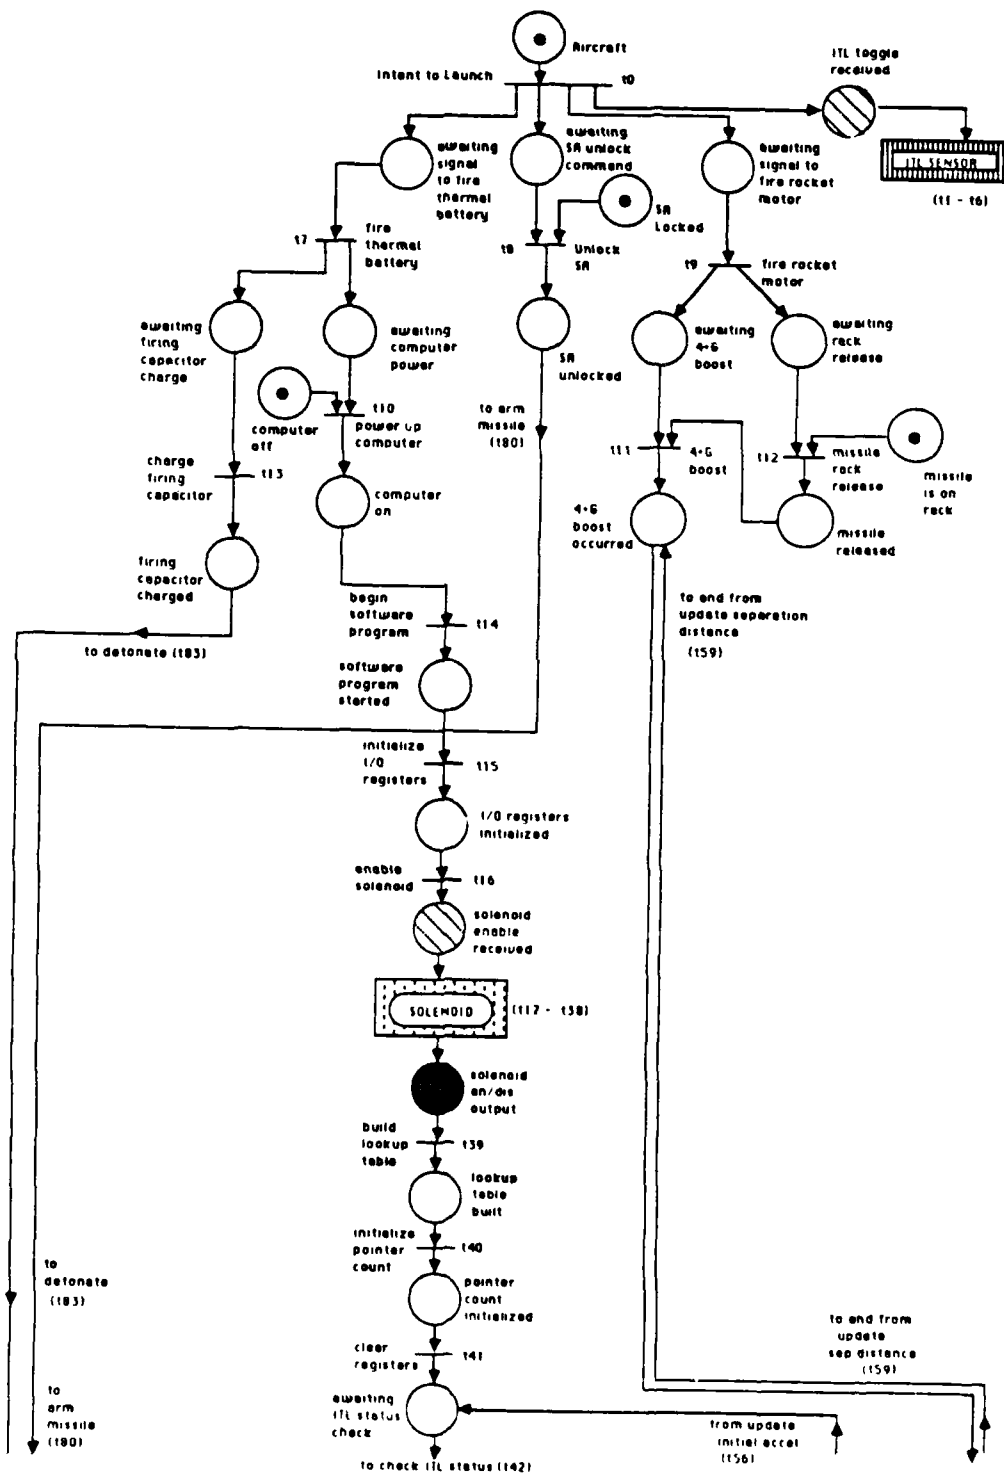 Aircraft
Intent to Launch
t0
ITL toggle
received
ITL SENSOR
(t1 - t6)
awaiting
signal
to fire
thermal
battery
awaiting
SA unlock
command
awaiting
signal to
fire rocket
motor
SA
Locked
t7
fire
thermal
battery
t8
Unlock
SA
t9
fire rocket
motor
awaiting
firing
capacitor
charge
awaiting
computer
power
SA
unlocked
awaiting
4+G
boost
awaiting
rack
release
computer
off
t10
power up
computer
to arm
missile
(t80)
t11
4+G
boost
t12
missile
rack
release
missile
is on
rack
charge
firing
capacitor
t13
computer
on
4+G
boost
occurred
missile
released
firing
capacitor
charged
begin
software
program
t14
to end from
update separation
distance
(t59)
to detonate (t83)
software
program
started
initialize
I/O
registers
t15
I/O registers
initialized
enable
solenoid
t16
solenoid
enable
received
SOLENOID
(t17 - t38)
solenoid
en/dis
output
build
lookup
table
t39
lookup
table
built
initialize
pointer
count
t40
to
detonate
(t83)
pointer
count
initialized
to end from
update
sep distance
(t59)
clear
registers
t41
to
arm
missile
(t80)
awaiting
ITL status
check
from update
initial accel
(t56)
to check ITL status (t42)